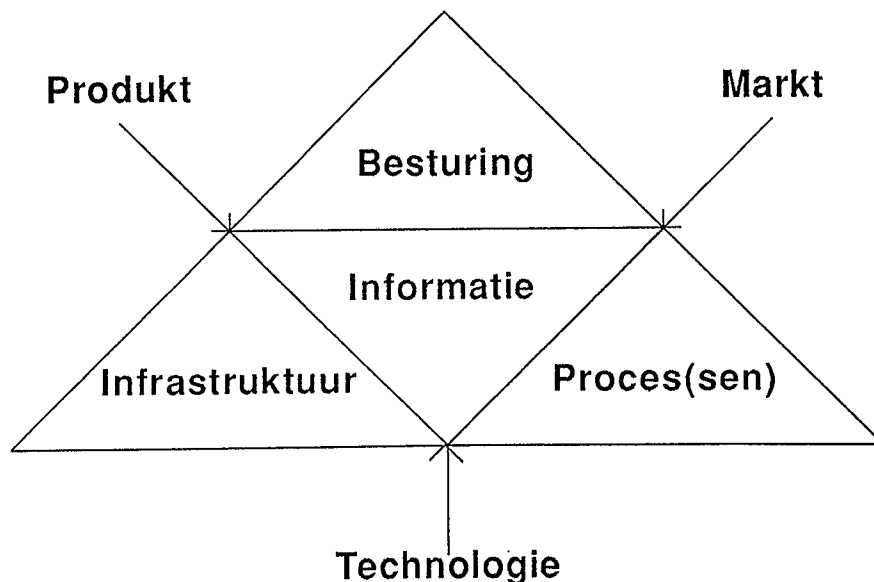 Produkt
Markt
Besturing
Informatie
Infrastruktuur
Proces(sen)
Technologie